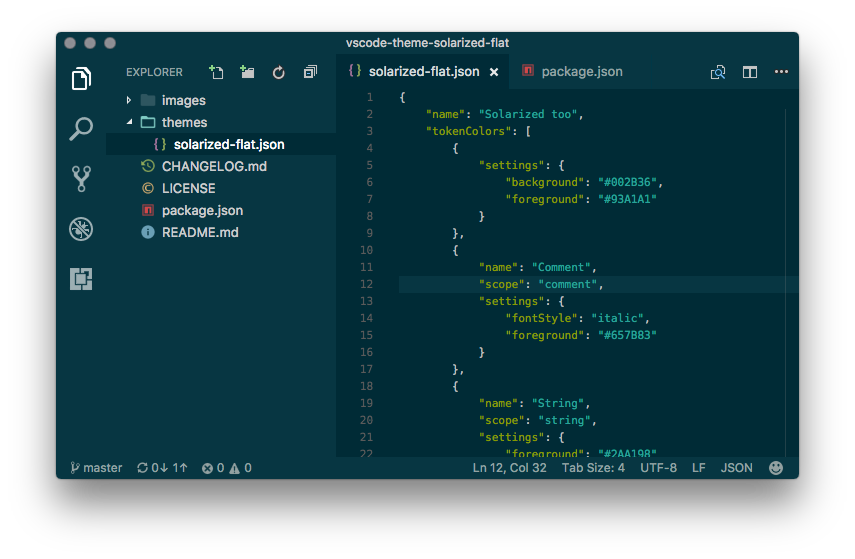 vscode-theme-solarized-flat
EXPLORER
images
themes
{ } solarized-flat.json
CHANGELOG.md
© LICENSE
n package.json
i README.md
{ } solarized-flat.json ×
n package.json
1 {
2 "name": "Solarized too",
3 "tokenColors": [
4 {
5 "settings": {
6 "background": "#002B36",
7 "foreground": "#93A1A1"
8 }
9 },
10 {
11 "name": "Comment",
12 "scope": "comment",
13 "settings": {
14 "fontStyle": "italic",
15 "foreground": "#657B83"
16 }
17 },
18 {
19 "name": "String",
20 "scope": "string",
21 "settings": {
22 "foreground": "#2AA198"
master 0↓ 1↑ 0 0 Ln 12, Col 32 Tab Size: 4 UTF-8 LF JSON